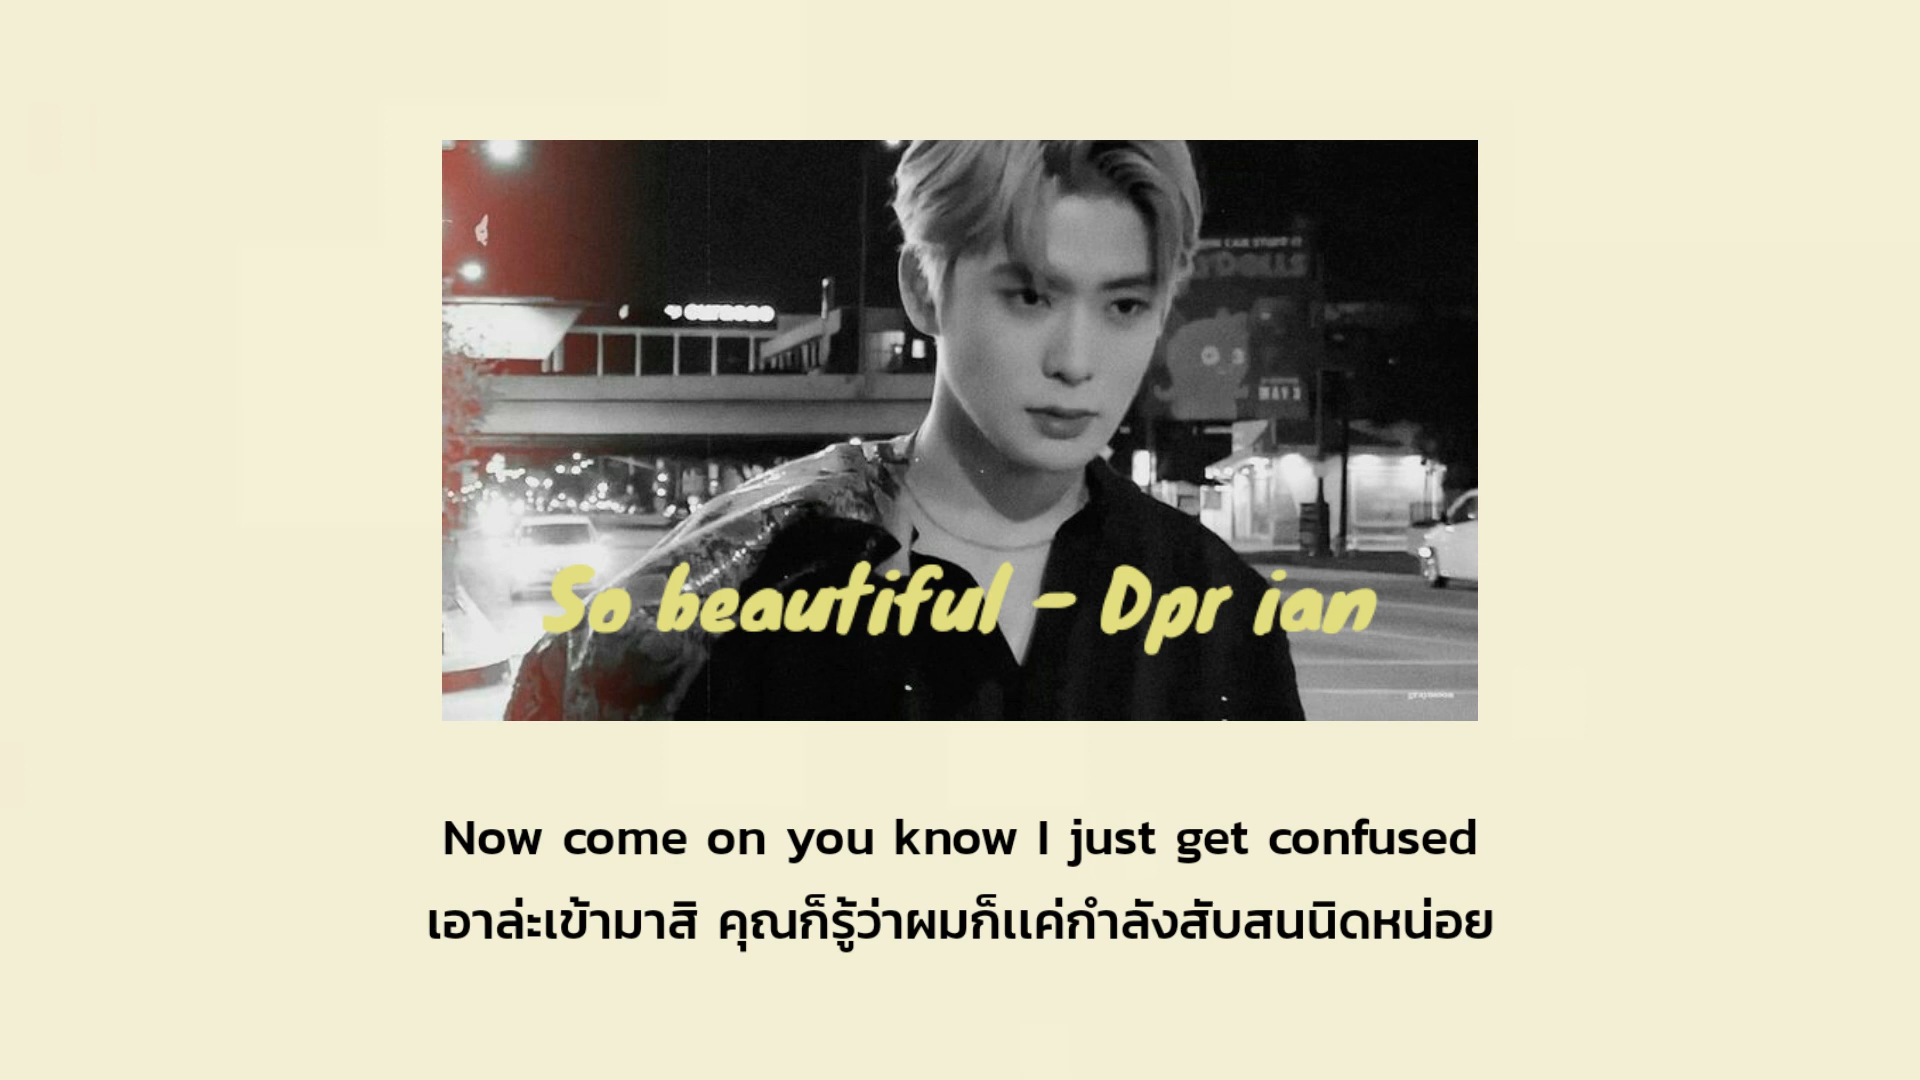 So beautiful - Dpr ian
MAY 3
Now come on you know I just get confused
เอาล่ะเข้ามาสิ คุณก็รู้ว่าผมก็แค่กำลังสับสนนิดหน่อย